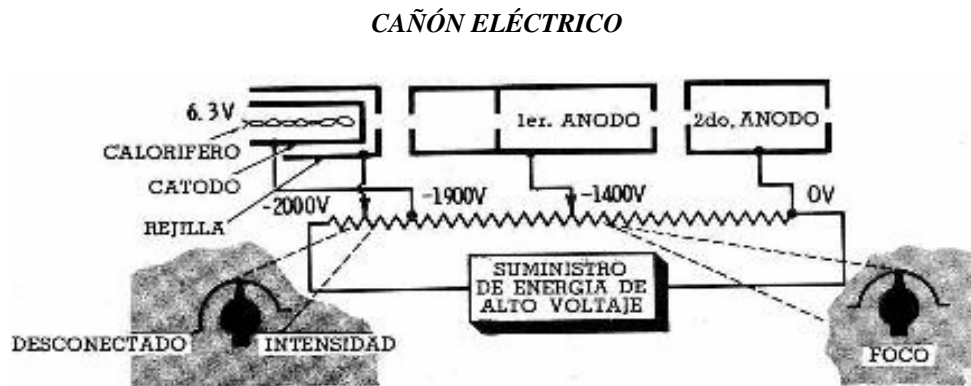 CAÑÓN ELÉCTRICO
6.3V
CALORIFERO
CATODO
REJILLA
1er. ANODO
2do, ANODO
-2000V
-1900V
-1400V
0V
SUMINISTRO
DE ENERGIA DE
ALTO VOLTAJE
DESCONECTADO
INTENSIDAD
FOCO